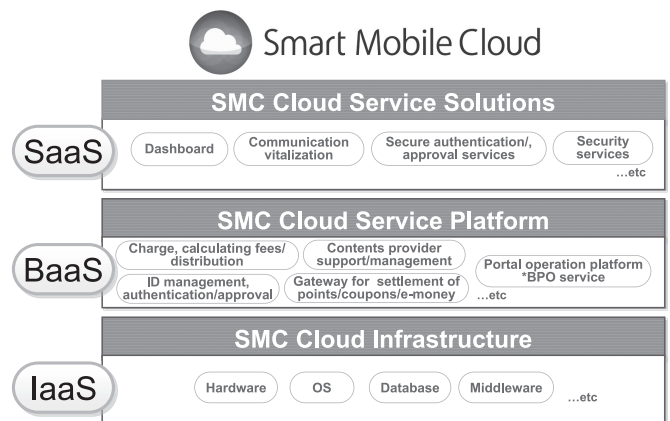 Smart Mobile Cloud
SMC Cloud Service Solutions
SaaS
Dashboard
Communication
vitalization
Secure authentication/,
approval services
Security
services
...etc
SMC Cloud Service Platform
BaaS
Charge, calculating fees/
distribution
Contents provider
support/management
Portal operation platform
*BPO service
ID management,
authentication/approval
Gateway for settlement of
points/coupons/e-money
...etc
SMC Cloud Infrastructure
IaaS
Hardware
OS
Database
Middleware
...etc